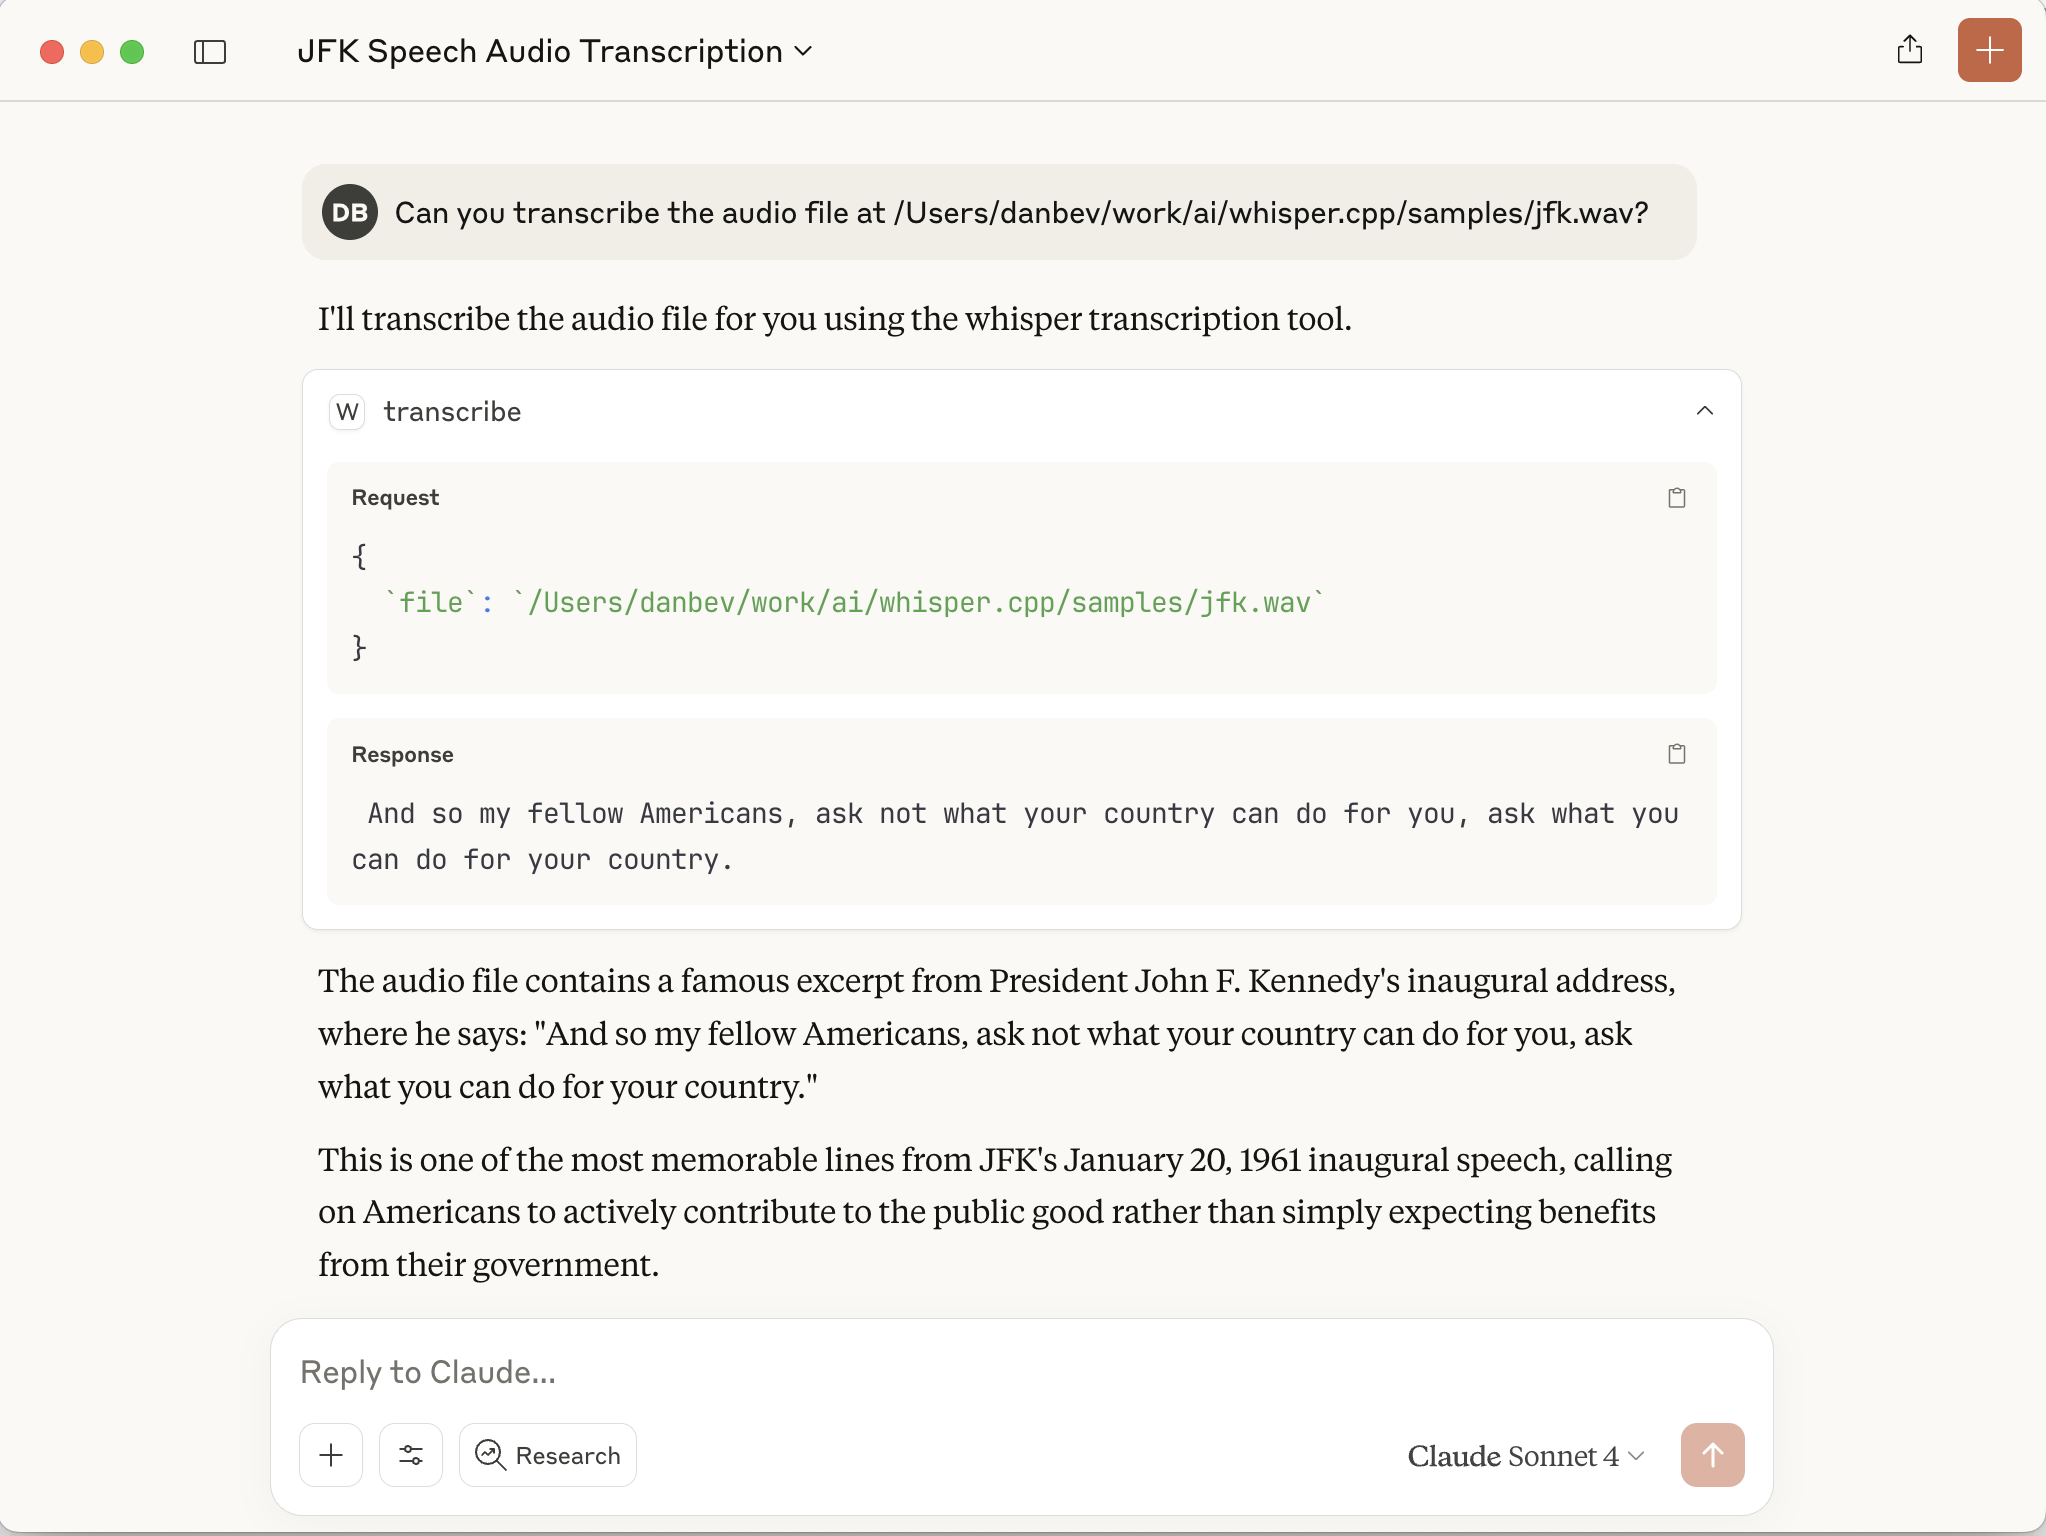 JFK Speech Audio Transcription
DB
Can you transcribe the audio file at /Users/danbev/work/ai/whisper.cpp/samples/jfk.wav?
I'll transcribe the audio file for you using the whisper transcription tool.
W transcribe
Request
{
  `file`: `/Users/danbev/work/ai/whisper.cpp/samples/jfk.wav`
}
Response
 And so my fellow Americans, ask not what your country can do for you, ask what you
can do for your country.
The audio file contains a famous excerpt from President John F. Kennedy's inaugural address,
where he says: "And so my fellow Americans, ask not what your country can do for you, ask
what you can do for your country."
This is one of the most memorable lines from JFK's January 20, 1961 inaugural speech, calling
on Americans to actively contribute to the public good rather than simply expecting benefits
from their government.
Reply to Claude...
Research
Claude Sonnet 4